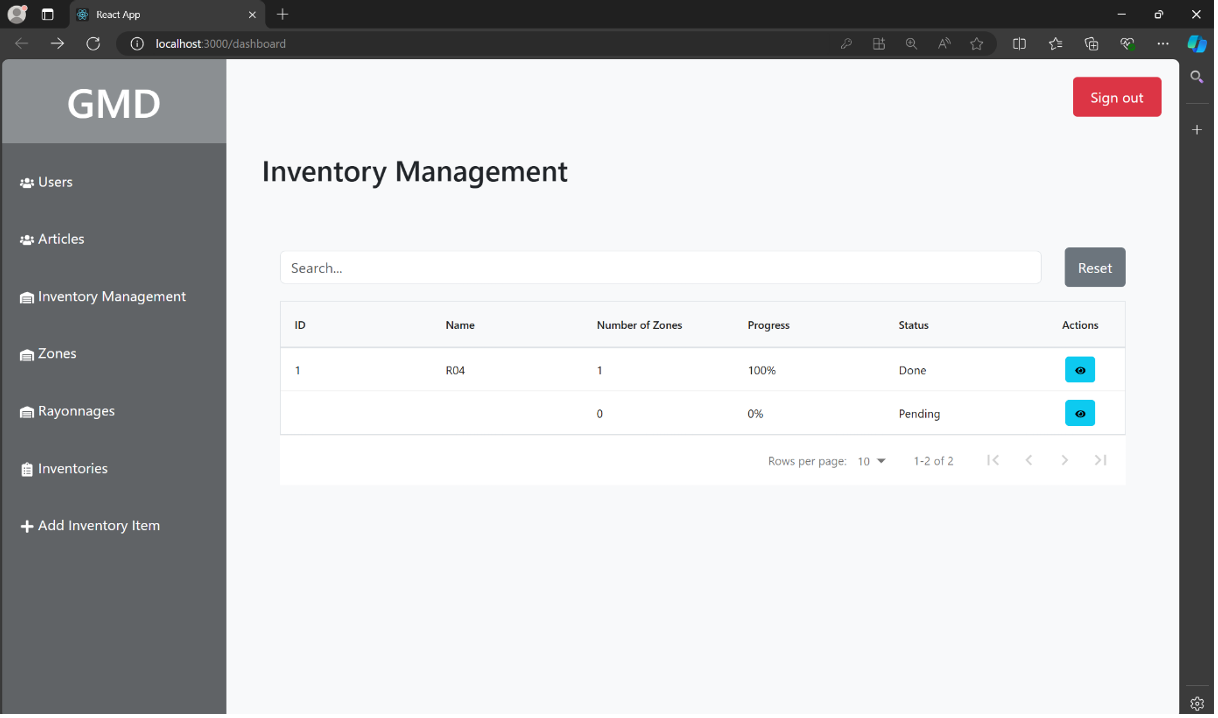 React App
localhost:3000/dashboard
GMD
Sign out
Users
Articles
Inventory Management
Zones
Rayonnages
Inventories
Add Inventory Item
Inventory Management
Search...
Reset
ID Name Number of Zones Progress Status Actions
1 R04 1 100% Done
0 0% Pending
Rows per page: 10 1-2 of 2